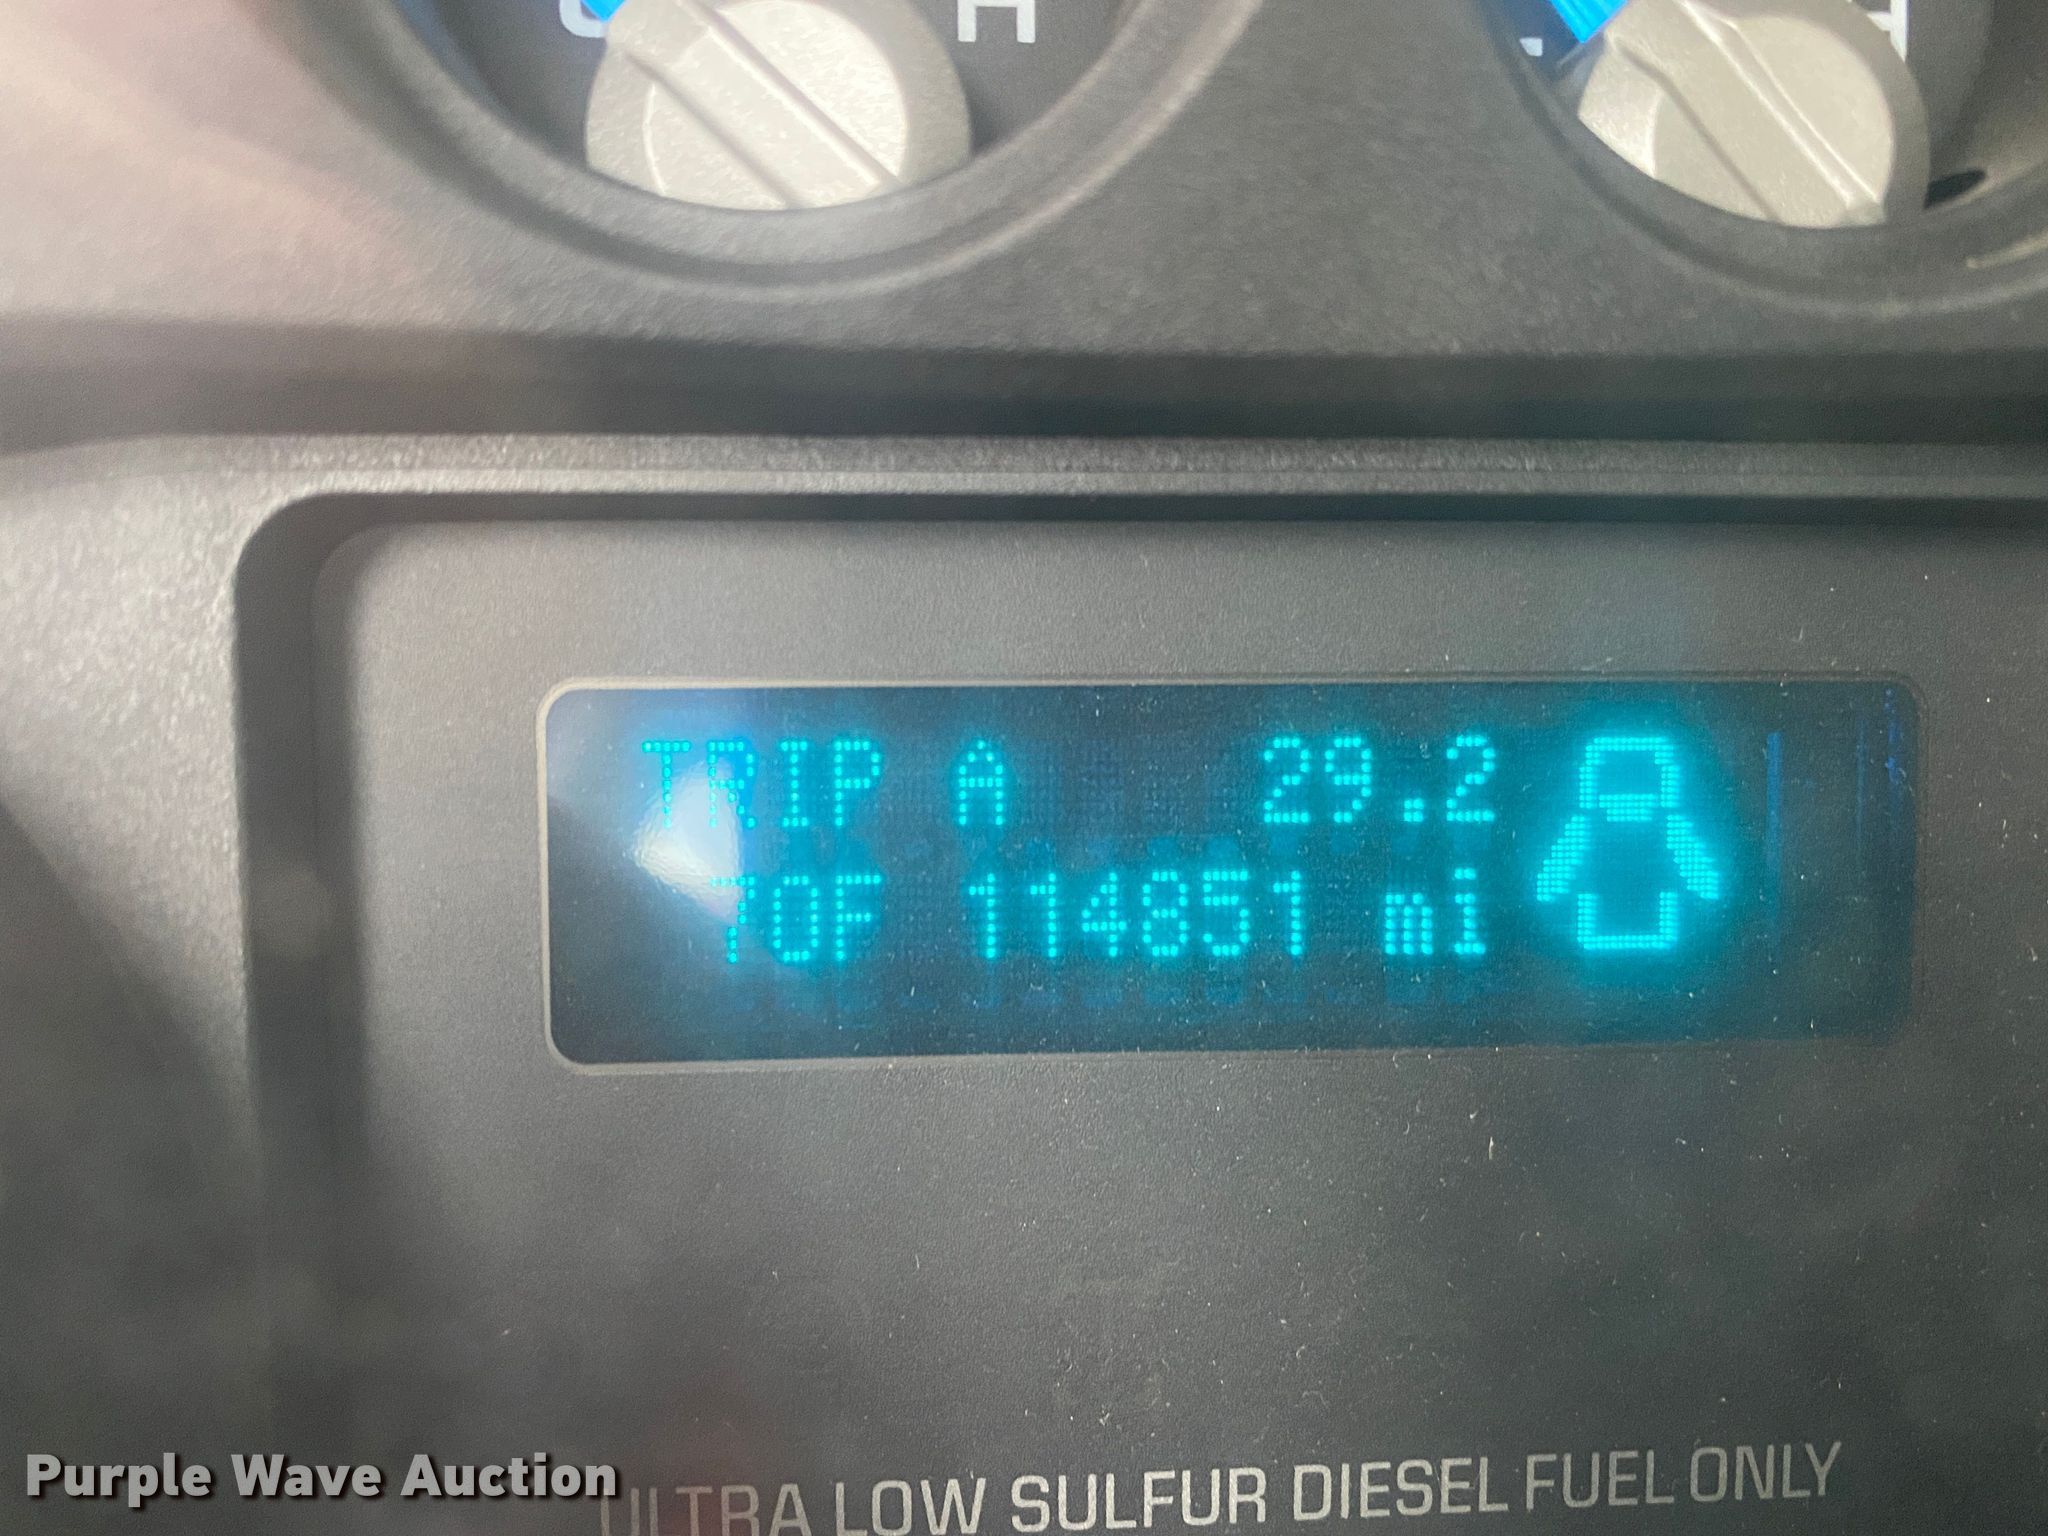 C H
TRIP A 29.2
70F 114851 mi
ULTRA LOW SULFUR DIESEL FUEL ONLY
Purple Wave Auction